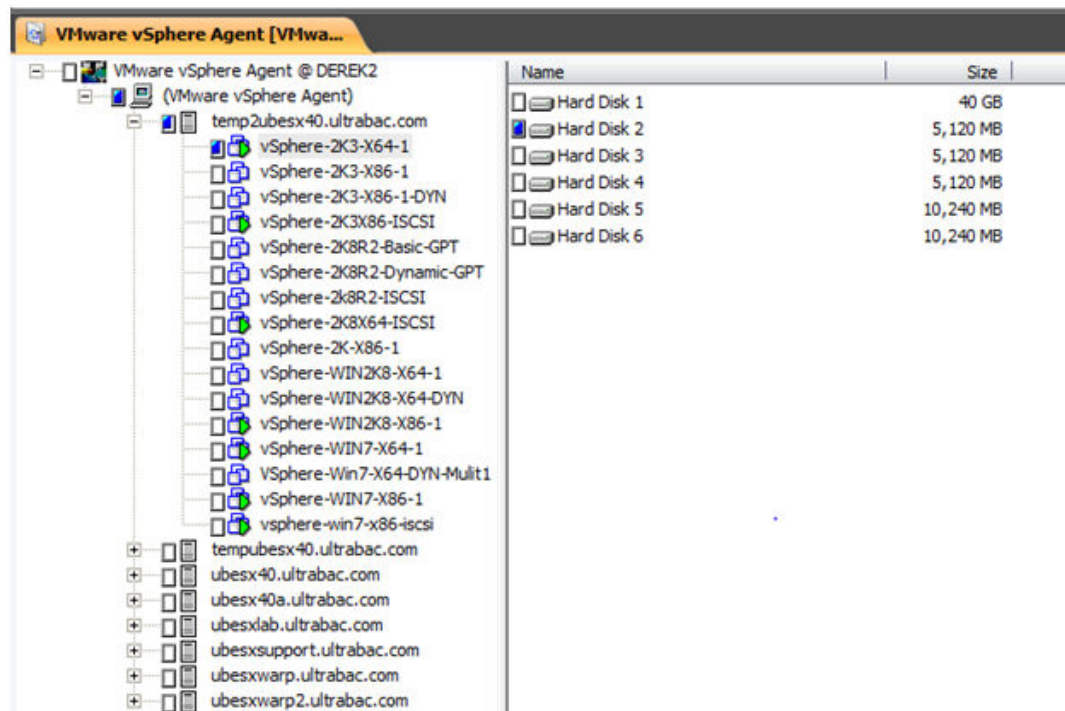 VMware vSphere Agent [VMwa...
VMware vSphere Agent @ DEREK2
(VMware vSphere Agent)
temp2ubesx40.ultrabac.com
vSphere-2K3-X64-1
vSphere-2K3-X86-1
vSphere-2K3-X86-1-DYN
vSphere-2K3X86-ISCSI
vSphere-2K8R2-Basic-GPT
vSphere-2K8R2-Dynamic-GPT
vSphere-2k8R2-ISCSI
vSphere-2K8X64-ISCSI
vSphere-2K-X86-1
vSphere-WIN2K8-X64-1
vSphere-WIN2K8-X64-DYN
vSphere-WIN2K8-X86-1
vSphere-WIN7-X64-1
VSphere-Win7-X64-DYN-Mulit1
vSphere-WIN7-X86-1
vsphere-win7-x86-iscsi
tempubesx40.ultrabac.com
ubesx40.ultrabac.com
ubesx40a.ultrabac.com
ubesxlab.ultrabac.com
ubesxsupport.ultrabac.com
ubesxwarp.ultrabac.com
ubesxwarp2.ultrabac.com
Name Size
Hard Disk 1 40 GB
Hard Disk 2 5,120 MB
Hard Disk 3 5,120 MB
Hard Disk 4 5,120 MB
Hard Disk 5 10,240 MB
Hard Disk 6 10,240 MB